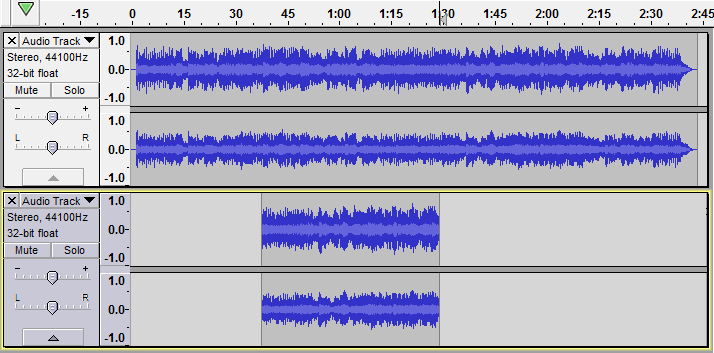 -15 0 15 30 45 1:00 1:15 1:30 1:45 2:00 2:15 2:30 2:45
X Audio Track 1.0
Stereo, 44100Hz
32-bit float 0.0-
Mute Solo
- + -1.0
L R 1.0
0.0-
-1.0
X Audio Track 1.0
Stereo, 44100Hz
32-bit float 0.0-
Mute Solo
- + -1.0
L R 1.0
0.0-
-1.0